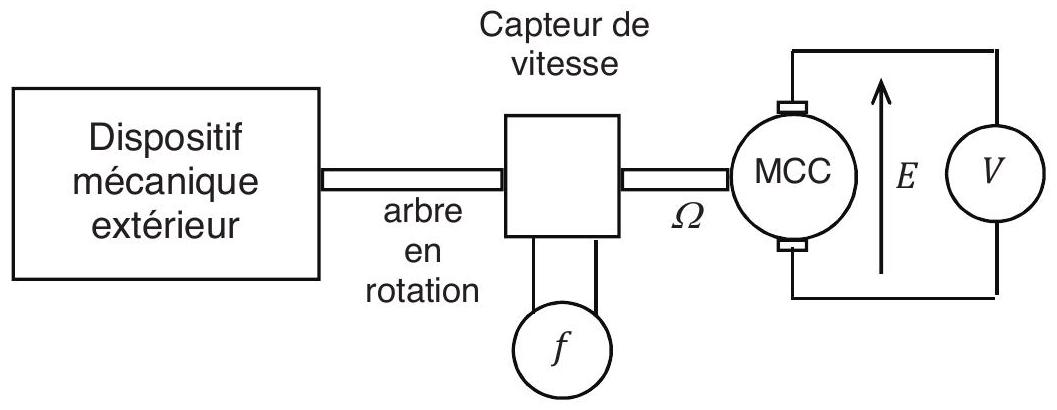 Capteur de
vitesse
Dispositif
mécanique
extérieur
arbre
en
rotation
Ω
MCC
E
V
f